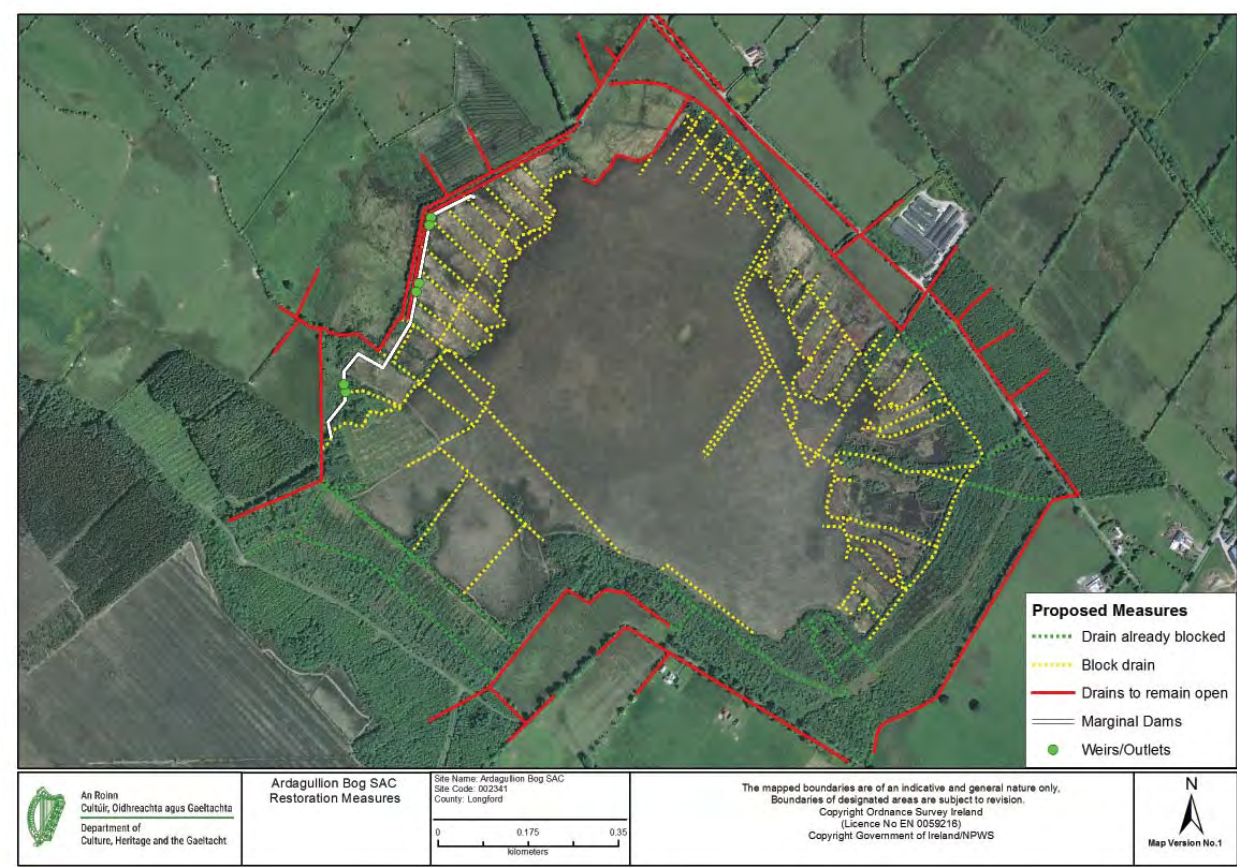 Proposed Measures
Drain already blocked
Block drain
Drains to remain open
Marginal Dams
Weirs/Outlets
An Roinn
Cultúir, Oidhreachta agus Gaeltachta
Department of
Culture, Heritage and the Gaeltacht
Ardagullion Bog SAC
Restoration Measures
Site Name: Ardagullion Bog SAC
Site Code: 002341
County: Longford
0 0.175 0.35
kilometers
The mapped boundaries are of an indicative and general nature only,
Boundaries of designated areas are subject to revision.
Copyright Ordnance Survey Ireland
(Licence No EN 0059216)
Copyright Government of Ireland/NPWS
N
Map Version No.1